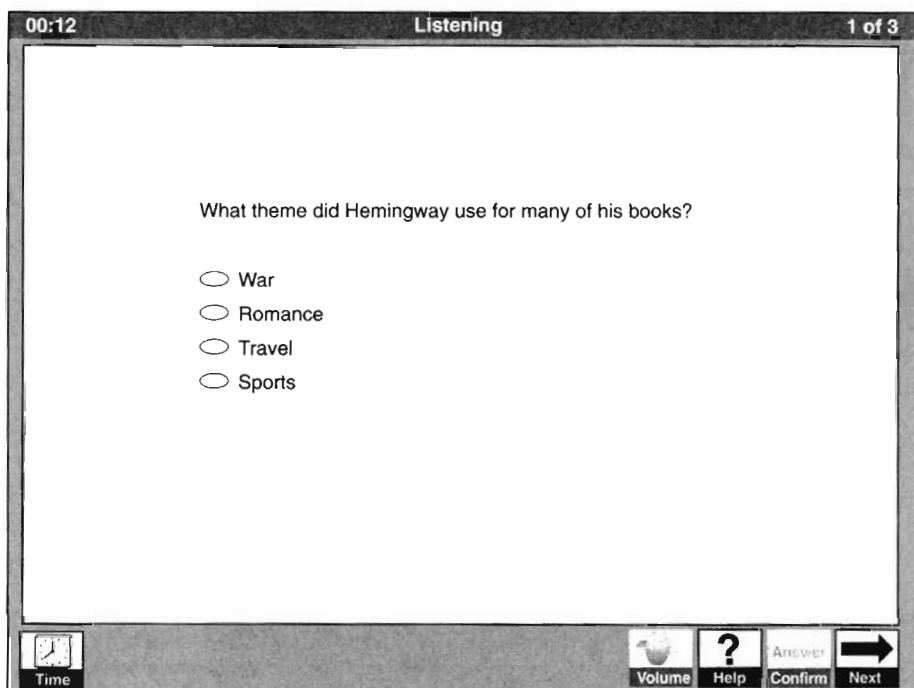 00:12 Listening 1 of 3
What theme did Hemingway use for many of his books?
War
Romance
Travel
Sports
Time
Volume
?
Help
Answer
Confirm
Next